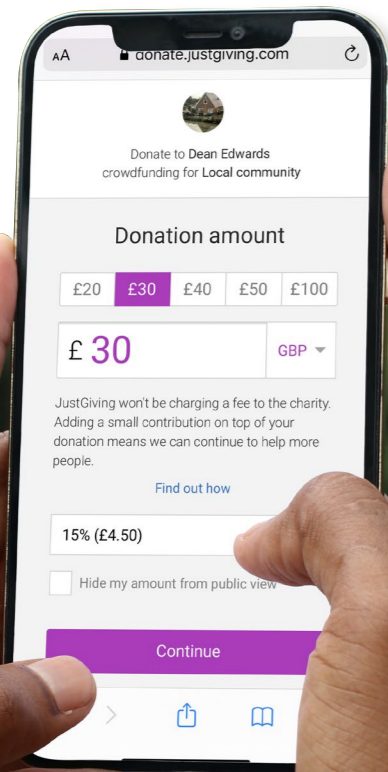 AA donate.justgiving.com
Donate to Dean Edwards
crowdfunding for Local community
Donation amount
£20 £30 £40 £50 £100
£ 30 GBP
JustGiving won't be charging a fee to the charity.
Adding a small contribution on top of your
donation means we can continue to help more
people.
Find out how
15% (£4.50)
Hide my amount from public view
Continue